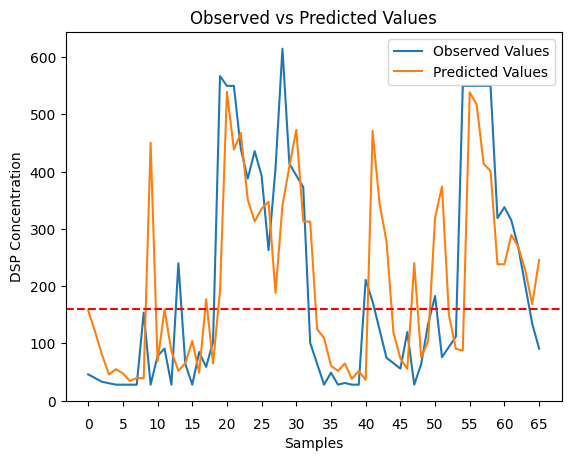 Observed vs Predicted Values
Observed Values
Predicted Values
DSP Concentration
600
500
400
300
200
100
0
0 5 10 15 20 25 30 35 40 45 50 55 60 65
Samples